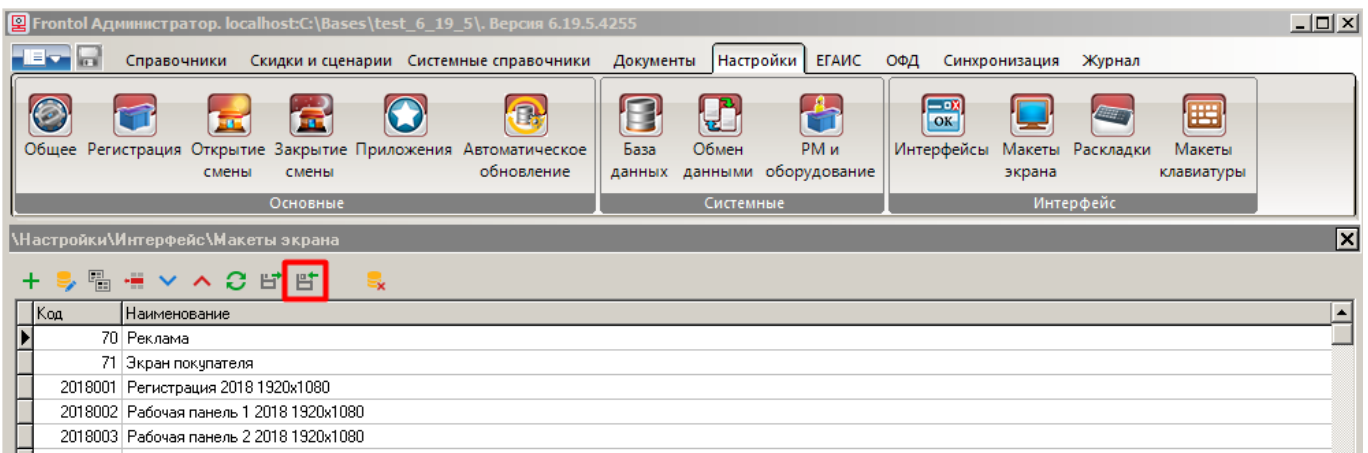 Frontol Администратор. localhost:C:\Bases\test_6_19_5\. Версия 6.19.5.4255
Справочники Скидки и сценарии Системные справочники Документы Настройки ЕГАИС ОФД Синхронизация Журнал
Общее Регистрация Открытие смены Закрытие смены Приложения Автоматическое обновление База данных Обмен данными РМ и оборудование Интерфейсы Макеты экрана Раскладки Макеты клавиатуры
OK
Основные Системные Интерфейс
\Настройки\Интерфейс\Макеты экрана
Код Наименование
70 Реклама
71 Экран покупателя
2018001 Регистрация 2018 1920x1080
2018002 Рабочая панель 1 2018 1920x1080
2018003 Рабочая панель 2 2018 1920x1080